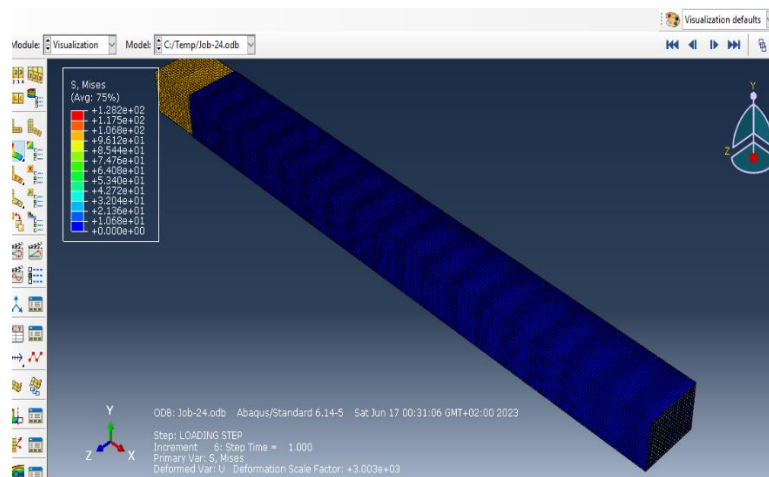 Visualization defaults
Module: Visualization Model: C:/Temp/Job-24.odb
S, Mises
(Avg: 75%)
+1.282e+02
+1.175e+02
+1.068e+02
+9.612e+01
+8.544e+01
+7.476e+01
+6.408e+01
+5.340e+01
+4.272e+01
+3.204e+01
+2.136e+01
+1.068e+01
+0.000e+00
Y
Z
ODB: Job-24.odb Abaqus/Standard 6.14-5 Sat Jun 17 00:31:06 GMT+02:00 2023
Y
Z X
Step: LOADING STEP
Increment 6: Step Time = 1.000
Primary Var: S, Mises
Deformed Var: U Deformation Scale Factor: +3.003e+03